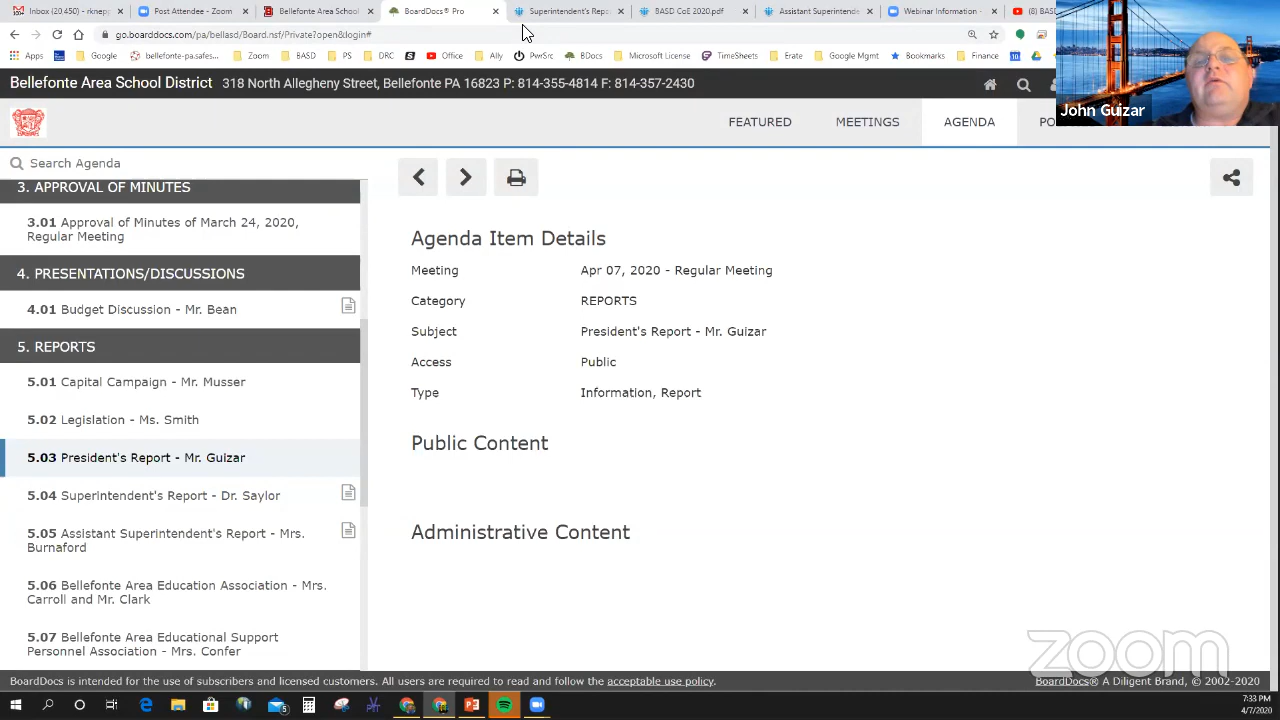 Inbox (20,450) - rknepp
Post Attendee - Zoom
Bellefonte Area School
BoardDocs® Pro
Superintendent's Repo
BASD CoE 2020.pdf
Assistant Superintende
Webinar Information -
(8) BOA
go.boarddocs.com/pa/bellasd/Board.nsf/Private?open&login#
Apps Google bellefonte-pa.safes... BASD PS DRC Office Ally PwrSrc BDocs Microsoft License TimeSheets Erate Google Mgmt Bookmarks Finance
Bellefonte Area School District 318 North Allegheny Street, Bellefonte PA 16823 P: 814-355-4814 F: 814-357-2430
John Guizar
FEATURED MEETINGS AGENDA PO
Search Agenda
3. APPROVAL OF MINUTES
3.01 Approval of Minutes of March 24, 2020,
Regular Meeting
4. PRESENTATIONS/DISCUSSIONS
4.01 Budget Discussion - Mr. Bean
5. REPORTS
5.01 Capital Campaign - Mr. Musser
5.02 Legislation - Ms. Smith
5.03 President's Report - Mr. Guizar
5.04 Superintendent's Report - Dr. Saylor
5.05 Assistant Superintendent's Report - Mrs.
Burnaford
5.06 Bellefonte Area Education Association - Mrs.
Carroll and Mr. Clark
5.07 Bellefonte Area Educational Support
Personnel Association - Mrs. Confer
Agenda Item Details
Meeting Apr 07, 2020 - Regular Meeting
Category REPORTS
Subject President's Report - Mr. Guizar
Access Public
Type Information, Report
Public Content
Administrative Content
zoom
BoardDocs is intended for the use of subscribers and licensed customers. All users are required to read and follow the acceptable use policy.
BoardDocs® A Diligent Brand, © 2002-2020
7:33 PM
4/7/2020